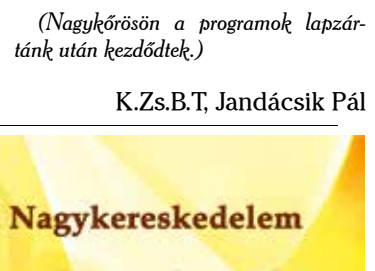 (Nagykőrösön a programok lapzár-
tánk után kezdődtek.)
K.Zs.B.T, Jandácsik Pál
Nagykereskedelem